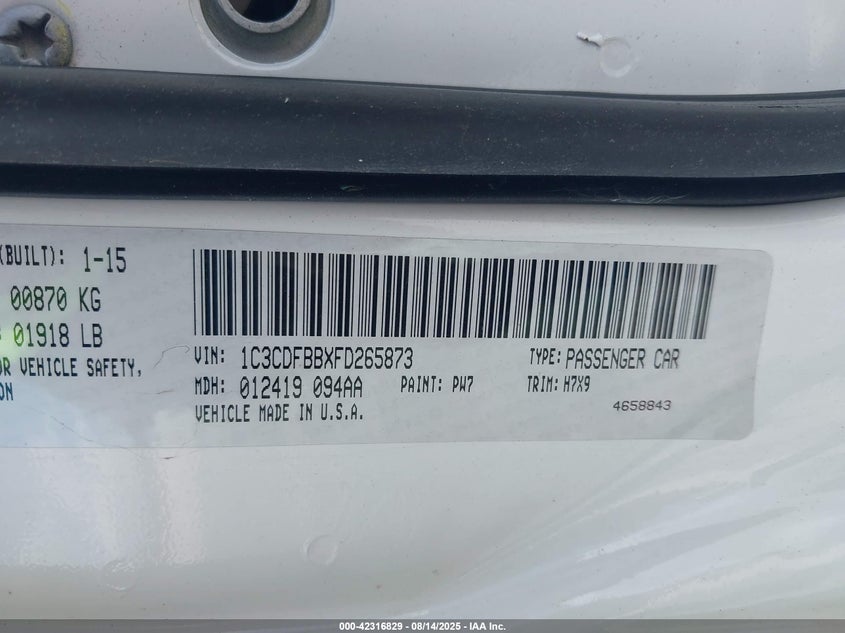 (BUILT): 1-15
00870 KG
01918 LB
OR VEHICLE SAFETY,
ON
VIN: 1C3CDFBBXFD265873
TYPE: PASSENGER CAR
MDH: 012419 094AA
PAINT: PW7
TRIM: H7X9
VEHICLE MADE IN U.S.A.
4658843
000-42316829 - 08/14/2025 - IAA Inc.